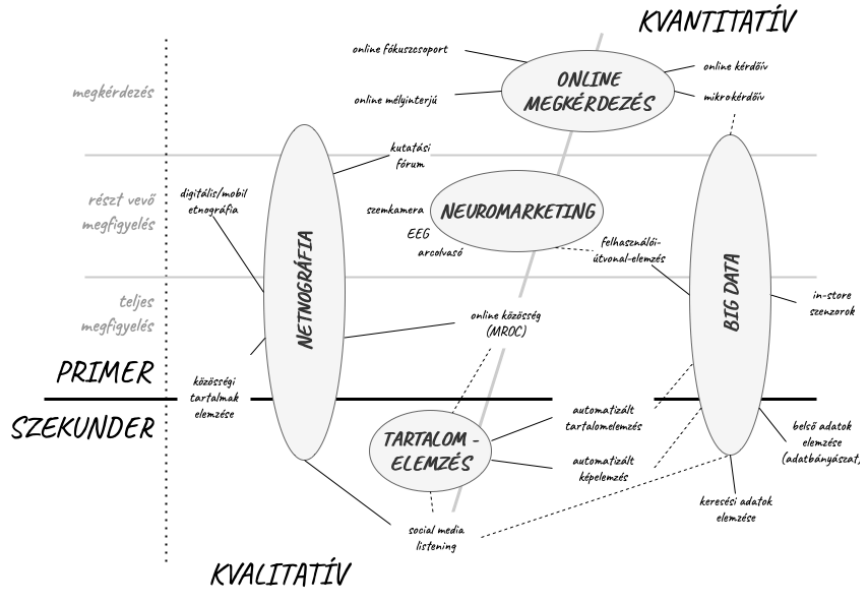 KVANTITATÍV
online fókuszcsoport
ONLINE
MEGKÉRDEZÉS
online kérdőív
megkérdezés
online mélyinterjú
mikrokérdőív
kutatási
fórum
részt vevő
megfigyelés
digitális/mobil
etnográfia
szemkamera
EEG
arcolvasó
NEUROMARKETING
felhasználói-
útvonal-elemzés
NETNOGRÁFIA
BIG DATA
teljes
megfigyelés
online közösség
(MROC)
in-store
szenzorok
PRIMER
közösségi
tartalmak
elemzése
SZEKUNDER
TARTALOM -
ELEMZÉS
automatizált
tartalomelemzés
automatizált
képelemzés
belső adatok
elemzése
(adatbányászat)
keresési adatok
elemzése
social media
listening
KVALITATÍV